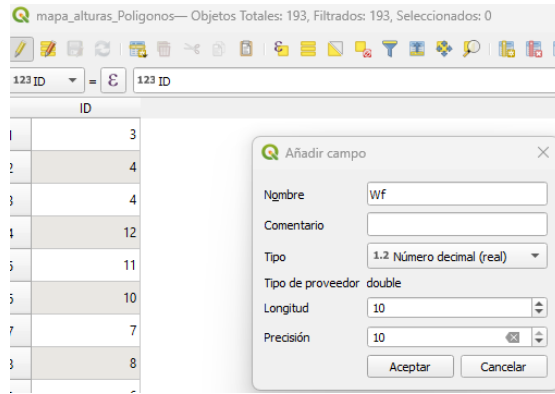 mapa_alturas_Poligonos— Objetos Totales: 193, Filtrados: 193, Seleccionados: 0
123 ID = ε 123 ID
ID
3
4
4
12
11
10
7
8
Añadir campo
Nombre Wf
Comentario
Tipo 1.2 Número decimal (real)
Tipo de proveedor double
Longitud 10
Precisión 10
Aceptar Cancelar